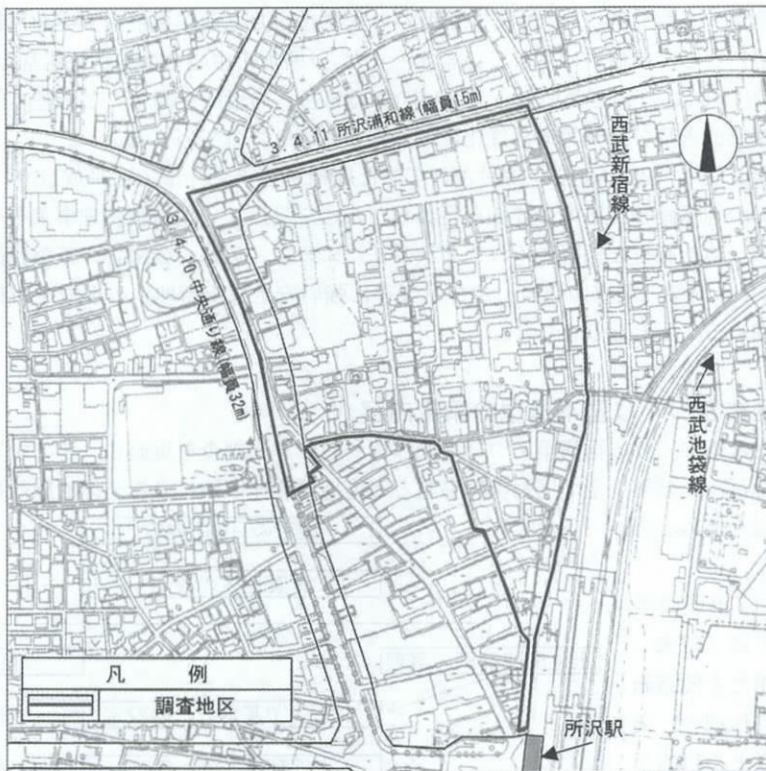 3.4.11 所沢浦和線(幅員15m)
西武新宿線
3.4.10 中央通り線(幅員32m)
西武池袋線
凡 例
調査地区
所沢駅